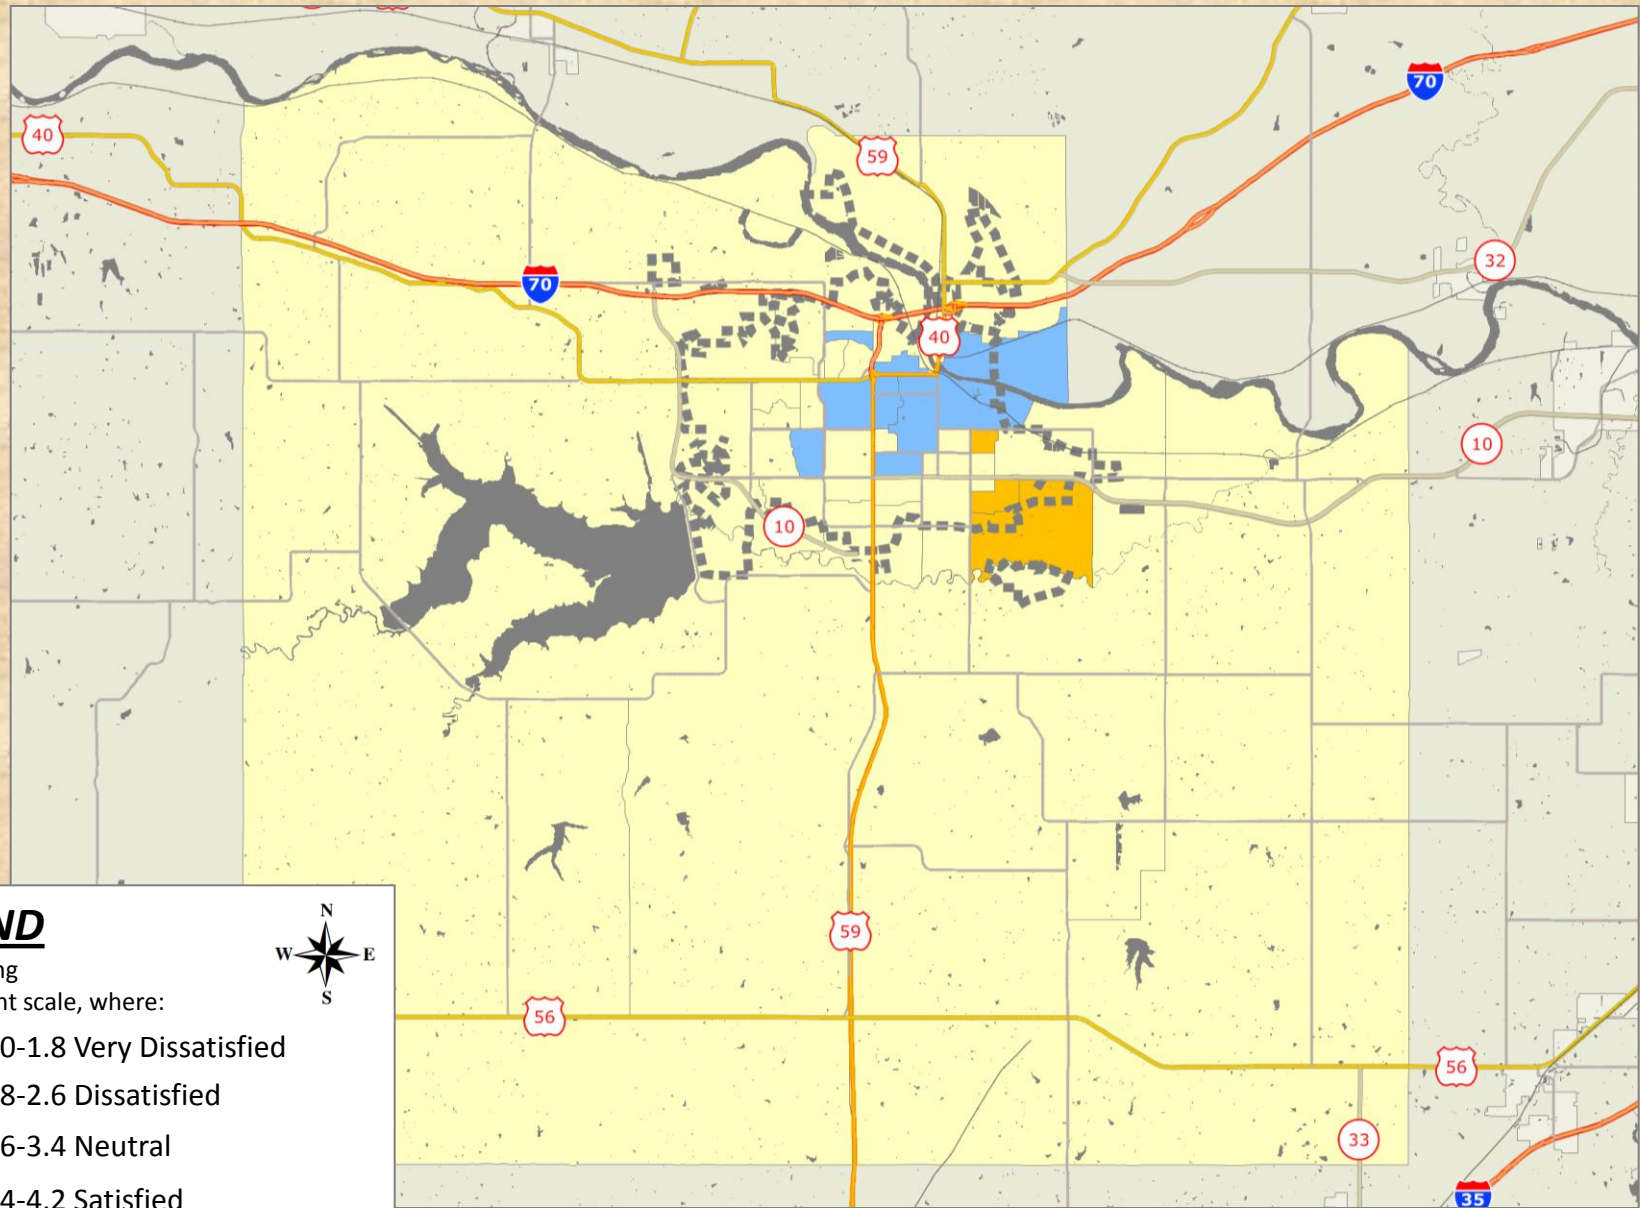 70
40
59
32
70
40
10
10
59
56
56
33
35
ND
N
W E
S
ng
nt scale, where:
0-1.8 Very Dissatisfied
8-2.6 Dissatisfied
6-3.4 Neutral
4-4.2 Satisfied